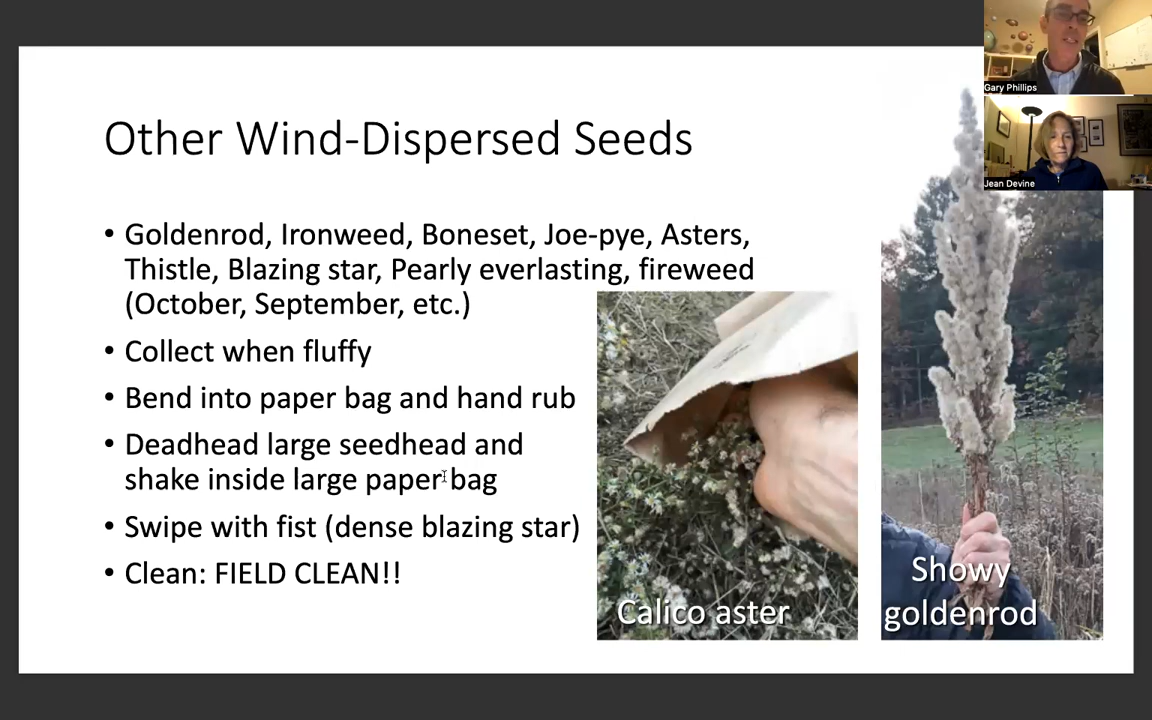 Gary Phillips
Jean Devine
Other Wind-Dispersed Seeds
• Goldenrod, Ironweed, Boneset, Joe-pye, Asters,
Thistle, Blazing star, Pearly everlasting, fireweed
(October, September, etc.)
• Collect when fluffy
• Bend into paper bag and hand rub
• Deadhead large seedhead and
shake inside large paper bag
• Swipe with fist (dense blazing star)
• Clean: FIELD CLEAN!!
Calico aster
Showy
goldenrod